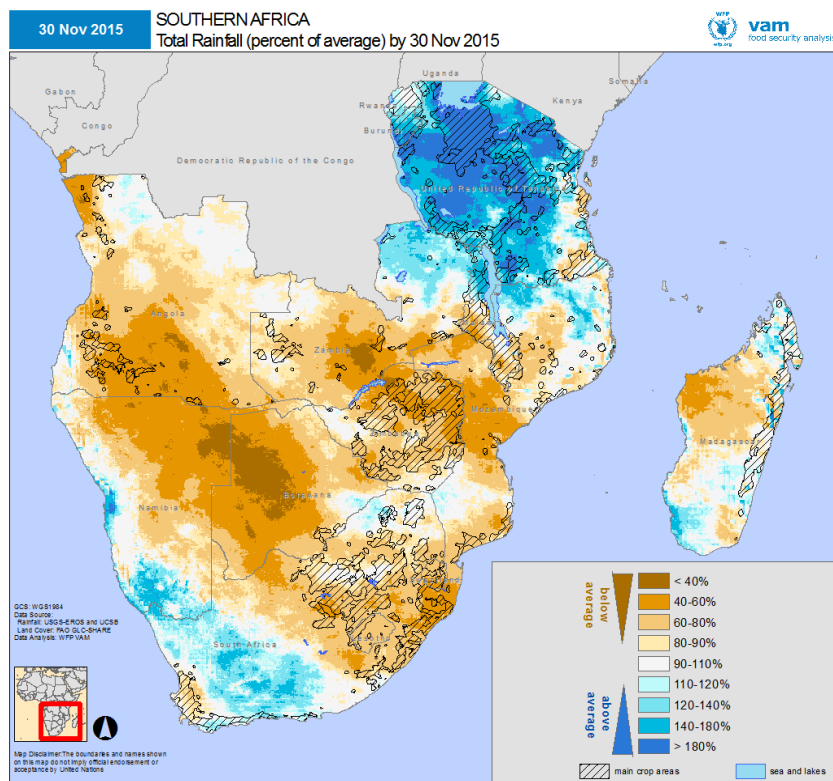 30 Nov 2015
SOUTHERN AFRICA
Total Rainfall (percent of average) by 30 Nov 2015
WFP
wfp.org
vam
food security analysis
Uganda
Somalia
Gabon
Kenya
Rwanda
Congo
Burundi
Democratic Republic of the Congo
United Republic of
Angola
Zambia
Mozambique
Madagascar
Namibia
Botswana
South Africa
Lesotho
GCS: WGS1984
Data Source:
Rainfall: USGS-EROS and UCSB
Land Cover: FAO GLC-SHARE
Data Analysis: WFP VAM
Map Disclaimer:The boundaries and names shown
on this map do not imply official endorsement or
acceptance by United Nations
below
average
above
average
< 40%
40-60%
60-80%
80-90%
90-110%
110-120%
120-140%
140-180%
> 180%
main crop areas
sea and lakes